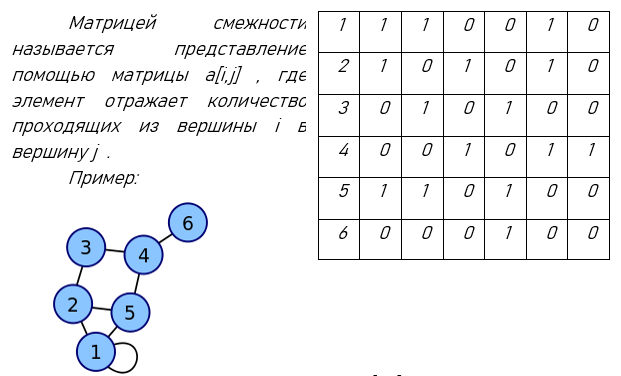 Матрицей смежности
называется представление
помощью матрицы a[i,j] , где
элемент отражает количество
проходящих из вершины i в
вершину j .
Пример:
1 1 1 0 0 1 0
2 1 0 1 0 1 0
3 0 1 0 1 0 0
4 0 0 1 0 1 1
5 1 1 0 1 0 0
6 0 0 0 1 0 0
6
3
4
2
5
1